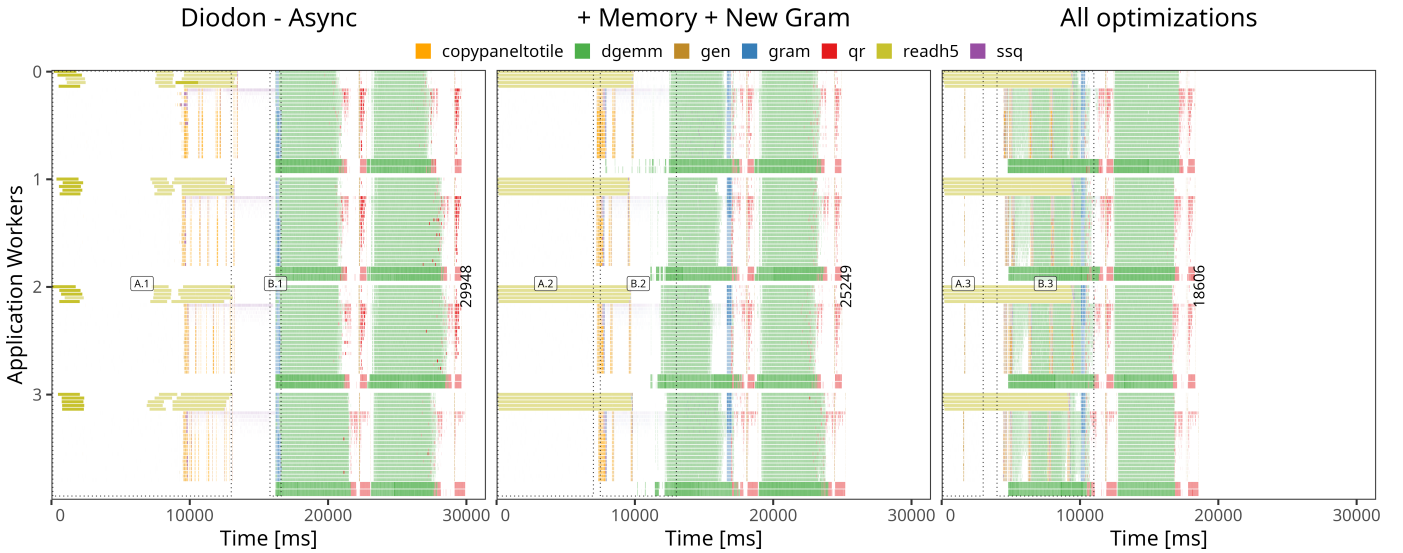 Diodon - Async
+ Memory + New Gram
All optimizations
copypaneltotile dgemm gen gram qr readh5 ssq
Application Workers
0
1
2
3
A.1
B.1
29948
A.2
B.2
25249
A.3
B.3
18606
0 10000 20000 30000
0 10000 20000 30000
0 10000 20000 30000
Time [ms]
Time [ms]
Time [ms]